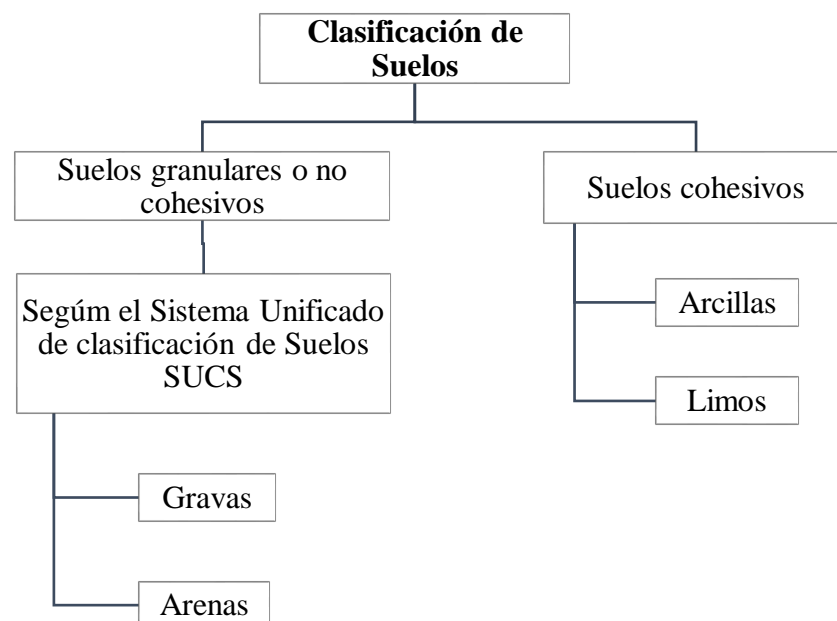 Clasificación de
Suelos
Suelos granulares o no
cohesivos
Segúm el Sistema Unificado
de clasificación de Suelos
SUCS
Gravas
Arenas
Suelos cohesivos
Arcillas
Limos